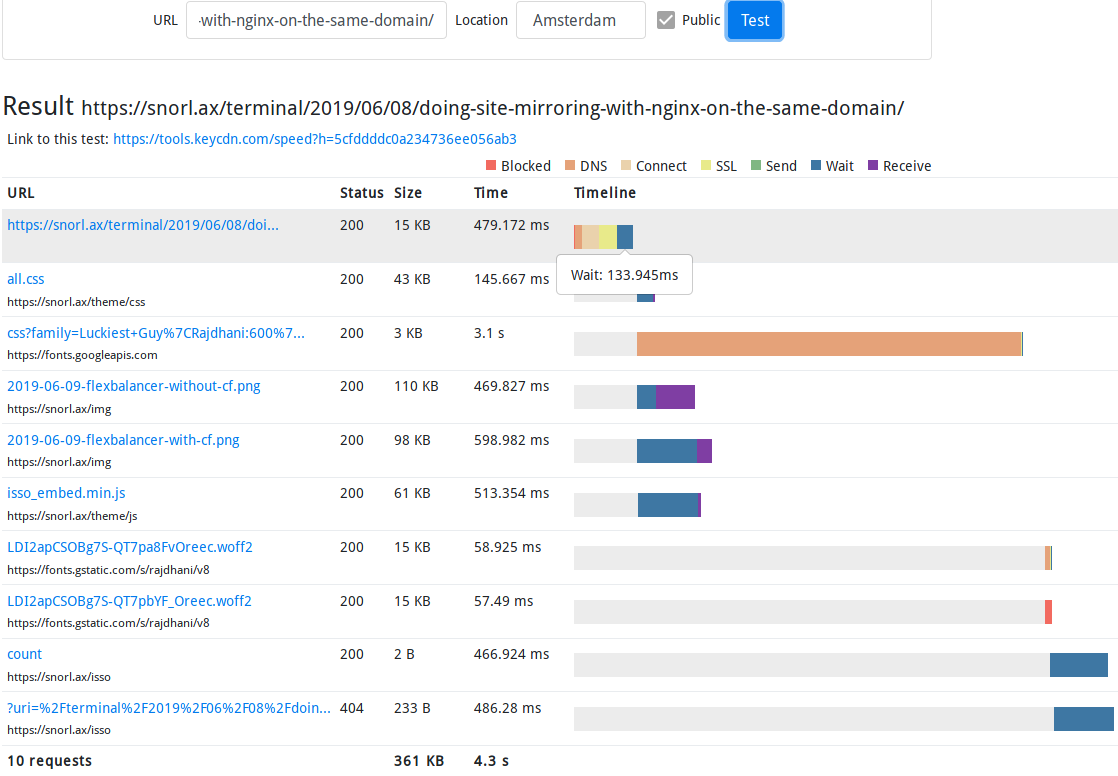 URL -with-nginx-on-the-same-domain/ Location Amsterdam Public Test
Result https://snorl.ax/terminal/2019/06/08/doing-site-mirroring-with-nginx-on-the-same-domain/
Link to this test: https://tools.keycdn.com/speed?h=5cfddddc0a234736ee056ab3
Blocked DNS Connect SSL Send Wait Receive
URL Status Size Time Timeline
https://snorl.ax/terminal/2019/06/08/doi... 200 15 KB 479.172 ms
Wait: 133.945ms
all.css 200 43 KB 145.667 ms
https://snorl.ax/theme/css
css?family=Luckiest+Guy%7CRajdhani:600%7... 200 3 KB 3.1 s
https://fonts.googleapis.com
2019-06-09-flexbalancer-without-cf.png 200 110 KB 469.827 ms
https://snorl.ax/img
2019-06-09-flexbalancer-with-cf.png 200 98 KB 598.982 ms
https://snorl.ax/img
isso_embed.min.js 200 61 KB 513.354 ms
https://snorl.ax/theme/js
LDI2apCSOBg7S-QT7pa8FvOreec.woff2 200 15 KB 58.925 ms
https://fonts.gstatic.com/s/rajdhani/v8
LDI2apCSOBg7S-QT7pbYF_Oreec.woff2 200 15 KB 57.49 ms
https://fonts.gstatic.com/s/rajdhani/v8
count 200 2 B 466.924 ms
https://snorl.ax/isso
?uri=%2Fterminal%2F2019%2F06%2F08%2Fdoin... 404 233 B 486.28 ms
https://snorl.ax/isso
10 requests 361 KB 4.3 s